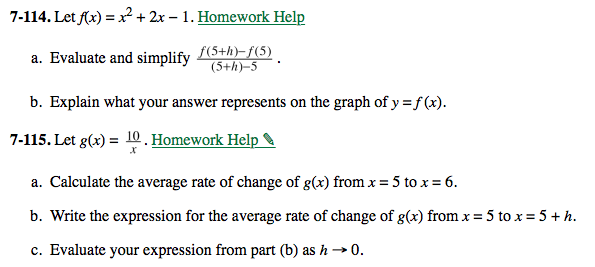 7-114. Let f(x) = x² + 2x – 1. Homework Help
a. Evaluate and simplify \frac{f(5+h)-f(5)}{(5+h)-5} .
b. Explain what your answer represents on the graph of y = f (x).
7-115. Let g(x) = \frac{10}{x} . Homework Help ✎
a. Calculate the average rate of change of g(x) from x = 5 to x = 6.
b. Write the expression for the average rate of change of g(x) from x = 5 to x = 5 + h.
c. Evaluate your expression from part (b) as h → 0.